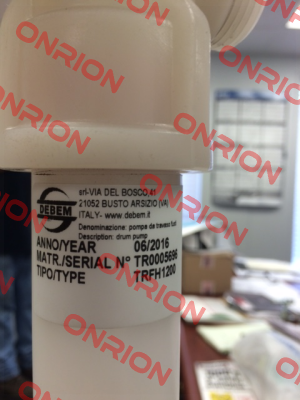 DEBEM
srl-VIA DEL BOSCO,41
21052 BUSTO ARSIZIO (VA)
ITALY- www.debem.it
Denominazione: pompa da travaso fusti
Description: drum pump
ANNO/YEAR 06/2016
MATR./SERIAL N° TR0005696
TIPO/TYPE TRFH1200
ONRION
ONRION
ONRION
ONRION
ONRION
ONRION
ONRION
ONRION